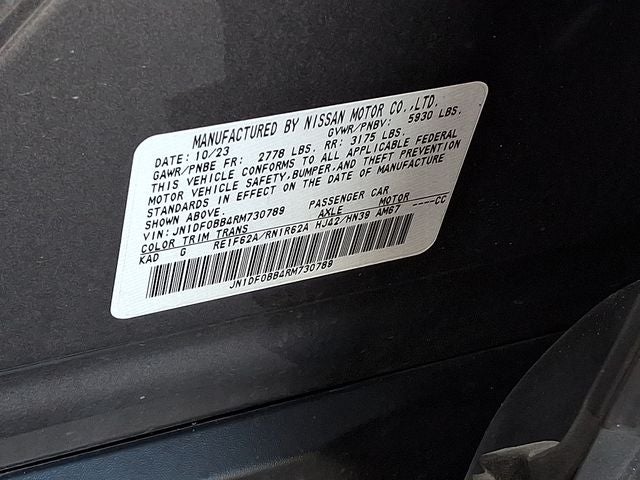 MANUFACTURED BY NISSAN MOTOR CO.,LTD.
DATE: 10/23 GVWR/PNBV: 5930 LBS.
GAWR/PNBE FR: 2778 LBS. RR: 3175 LBS.
THIS VEHICLE CONFORMS TO ALL APPLICABLE FEDERAL
MOTOR VEHICLE SAFETY,BUMPER,AND THEFT PREVENTION
STANDARDS IN EFFECT ON THE DATE OF MANUFACTURE
SHOWN ABOVE.
VIN: JN1DF0BB4RM730789 PASSENGER CAR
COLOR TRIM TRANS AXLE MOTOR ----CC
KAD G RE1F62A/RN1R62A HJ42/HN39 AM67
JN1DF0BB4RM730789